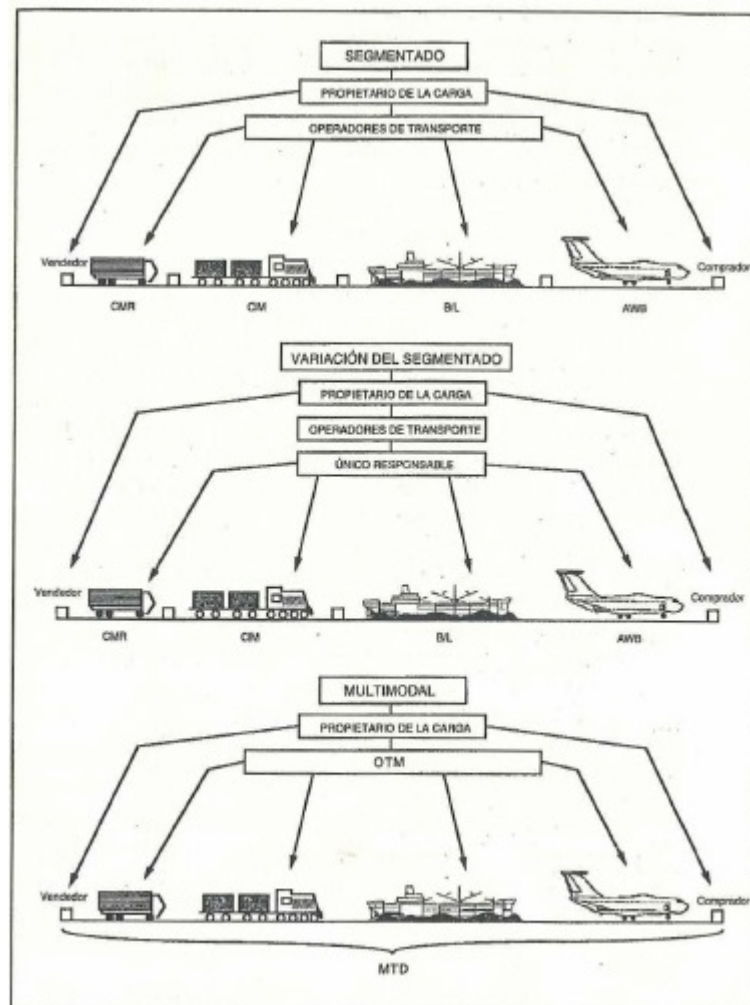 SEGMENTADO
PROPIETARIO DE LA CARGA
OPERADORES DE TRANSPORTE
Vendedor
Comprador
CMR CIM B/L AWB
VARIACIÓN DEL SEGMENTADO
PROPIETARIO DE LA CARGA
OPERADORES DE TRANSPORTE
ÚNICO RESPONSABLE
Vendedor
Comprador
CMR CIM B/L AWB
MULTIMODAL
PROPIETARIO DE LA CARGA
OTM
Vendedor
Comprador
MTD